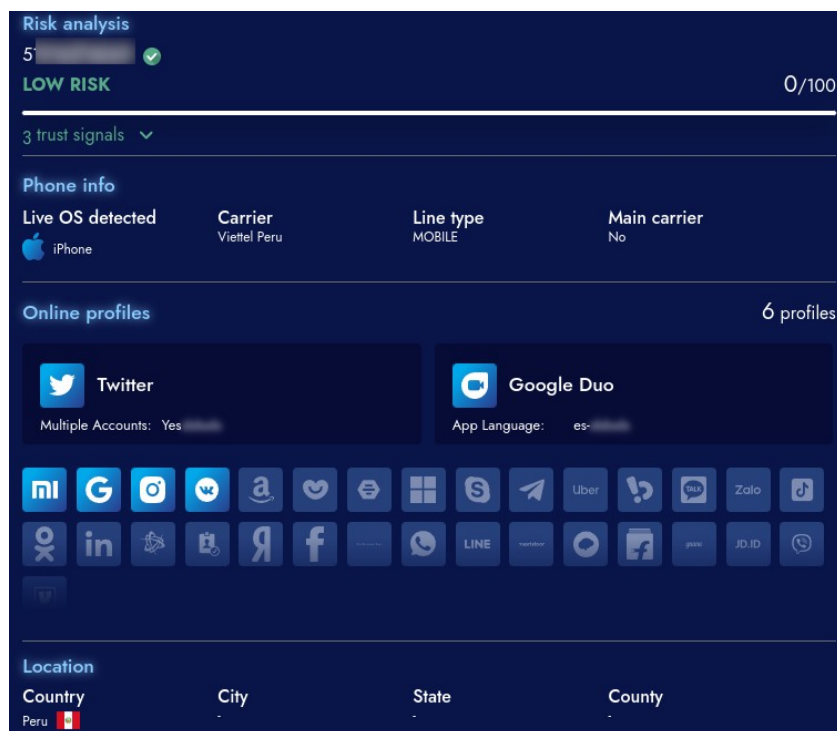 Risk analysis
5
LOW RISK
0/100
3 trust signals
Phone info
Live OS detected Carrier Line type Main carrier
iPhone Viettel Peru MOBILE No
Online profiles 6 profiles
Twitter Google Duo
Multiple Accounts: Yes App Language: es-
mi G a S Uber TALK Zalo
in Я f LINE JD.ID
Location
Country City State County
Peru - - -